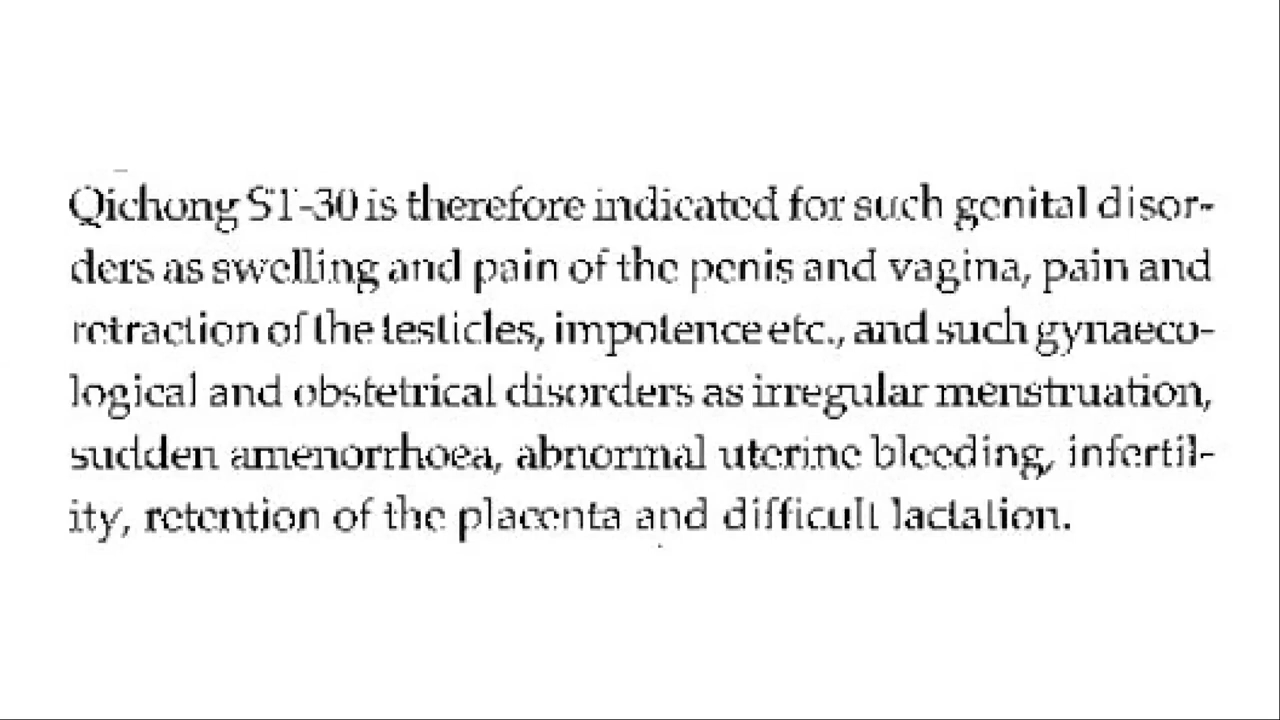 Qichong ST-30 is therefore indicated for such genital disor-
ders as swelling and pain of the penis and vagina, pain and
retraction of the testicles, impotence etc., and such gynaeco-
logical and obstetrical disorders as irregular menstruation,
sudden amenorrhoea, abnormal uterine bleeding, infertil-
ity, retention of the placenta and difficult lactation.